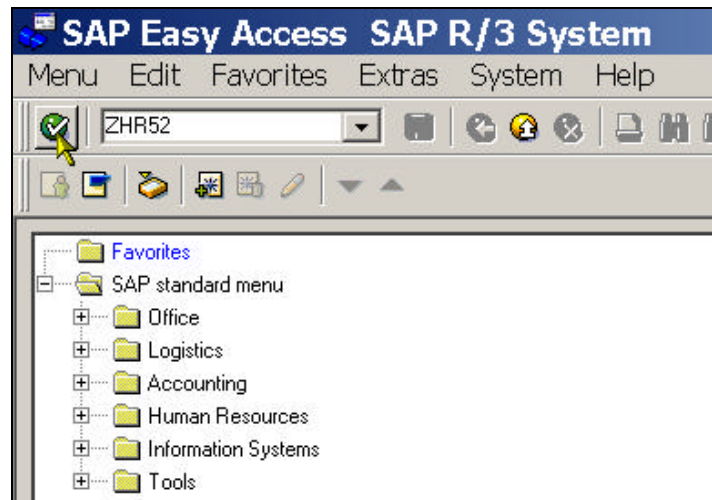 SAP Easy Access SAP R/3 System
Menu Edit Favorites Extras System Help
ZHR52
Favorites
SAP standard menu
Office
Logistics
Accounting
Human Resources
Information Systems
Tools